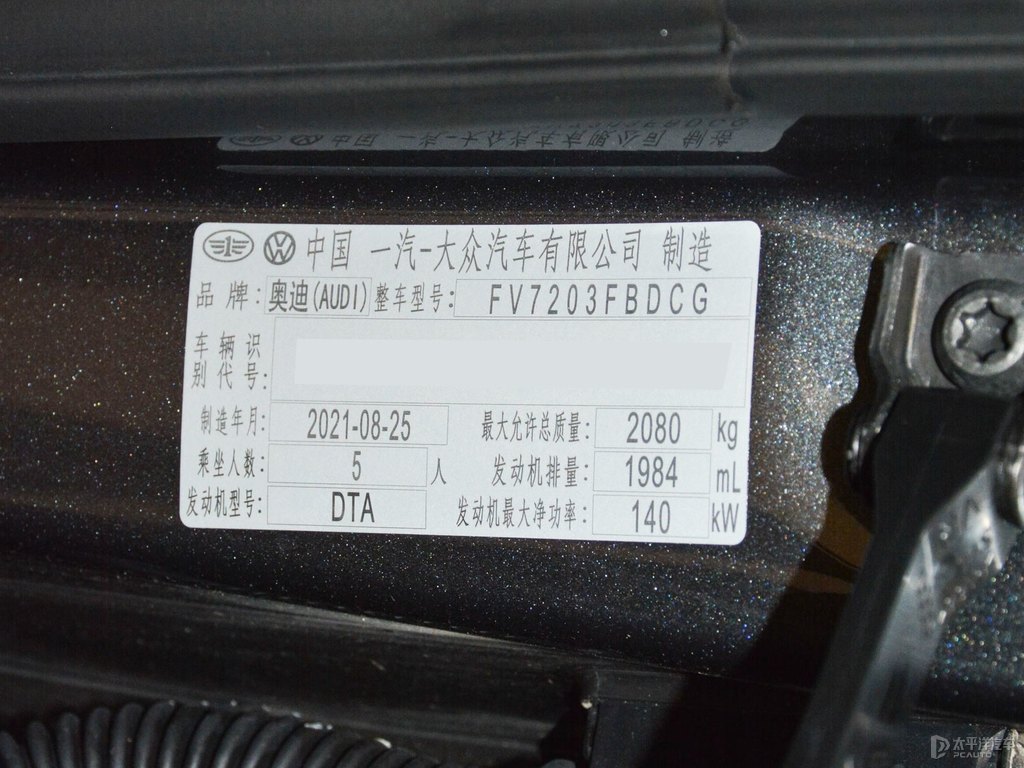 中国 一汽-大众汽车有限公司 制造
品牌: 奥迪(AUDI) 整车型号: FV7203FBDCG
车辆识
别代号:
制造年月: 2021-08-25 最大允许总质量: 2080 kg
乘坐人数: 5 人 发动机排量: 1984 mL
发动机型号: DTA 发动机最大净功率: 140 kW
太平洋汽车
PCAUTO